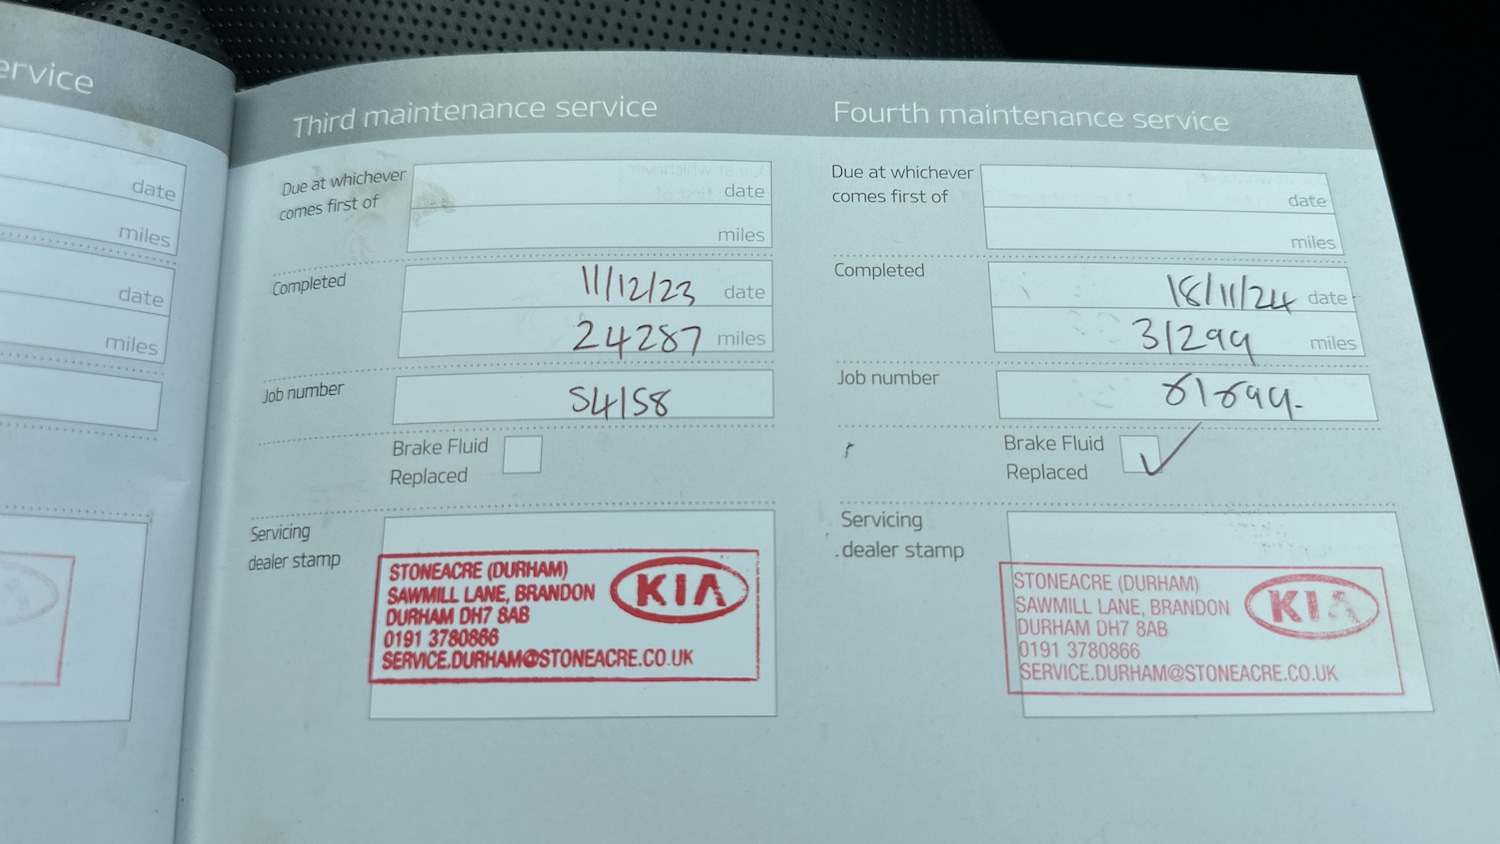 ervice
date
miles
date
miles
Third maintenance service
Due at whichever
comes first of
date
miles
Completed
11/12/23 date
24287 miles
Job number
54158
Brake Fluid
Replaced
Servicing
dealer stamp
STONEACRE (DURHAM)
SAWMILL LANE, BRANDON
DURHAM DH7 8AB
0191 3780866
SERVICE.DURHAM@STONEACRE.CO.UK
KIA
Fourth maintenance service
Due at whichever
comes first of
date
miles
Completed
18/11/24 date
31299 miles
Job number
61699.
Brake Fluid
Replaced
Servicing
dealer stamp
STONEACRE (DURHAM)
SAWMILL LANE, BRANDON
DURHAM DH7 8AB
0191 3780866
SERVICE.DURHAM@STONEACRE.CO.UK
KIA